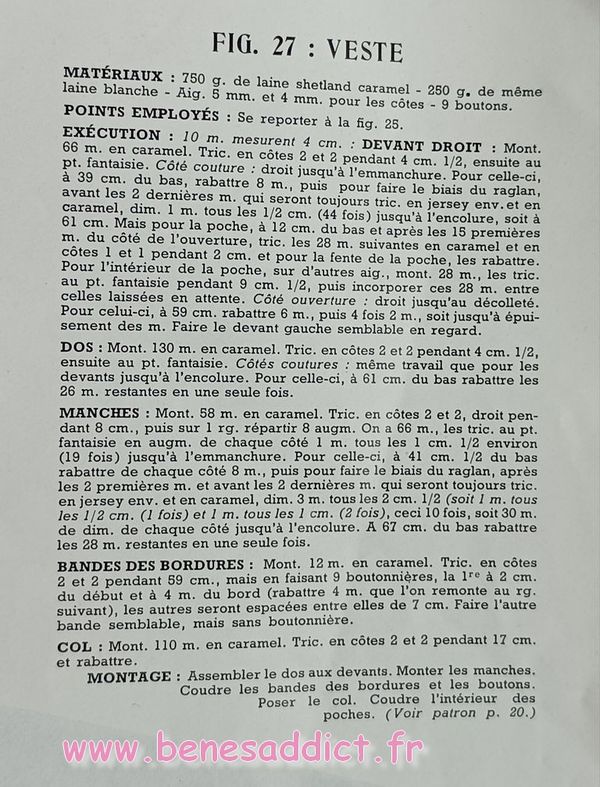 FIG. 27 : VESTE
MATÉRIAUX : 750 g. de laine shetland caramel - 250 g. de même
laine blanche - Aig. 5 mm. et 4 mm. pour les côtes - 9 boutons.
POINTS EMPLOYÉS : Se reporter à la fig. 25.
EXÉCUTION : 10 m. mesurent 4 cm. : DEVANT DROIT : Mont.
66 m. en caramel. Tric. en côtes 2 et 2 pendant 4 cm. 1/2, ensuite au
pt. fantaisie. Côté couture : droit jusqu'à l'emmanchure. Pour celle-ci,
à 39 cm. du bas, rabattre 8 m., puis pour faire le biais du raglan,
avant les 2 dernières m. qui seront toujours tric. en jersey env. et en
caramel, dim. 1 m. tous les 1/2 cm. (44 fois) jusqu'à l'encolure, soit à
61 cm. Mais pour la poche, à 12 cm. du bas et après les 15 premières
m. du côté de l'ouverture, tric. les 28 m. suivantes en caramel et en
côtes 1 et 1 pendant 2 cm. et pour la fente de la poche, les rabattre.
Pour l'intérieur de la poche, sur d'autres aig., mont. 28 m., les tric.
au pt. fantaisie pendant 9 cm. 1/2, puis incorporer ces 28 m. entre
celles laissées en attente. Côté ouverture : droit jusqu'au décolleté.
Pour celui-ci, à 59 cm. rabattre 6 m., puis 4 fois 2 m., soit jusqu'à épui-
sement des m. Faire le devant gauche semblable en regard.
DOS : Mont. 130 m. en caramel. Tric. en côtes 2 et 2 pendant 4 cm. 1/2,
ensuite au pt. fantaisie. Côtés coutures : même travail que pour les
devants jusqu'à l'encolure. Pour celle-ci, à 61 cm. du bas rabattre les
26 m. restantes en une seule fois.
MANCHES : Mont. 58 m. en caramel. Tric. en côtes 2 et 2, droit pen-
dant 8 cm., puis sur 1 rg. répartir 8 augm. On a 66 m., les tric. au pt.
fantaisie en augm. de chaque côté 1 m. tous les 1 cm. 1/2 environ
(19 fois) jusqu'à l'emmanchure. Pour celle-ci, à 41 cm. 1/2 du bas
rabattre de chaque côté 8 m., puis pour faire le biais du raglan, après
les 2 premières m. et avant les 2 dernières m. qui seront toujours tric.
en jersey env. et en caramel, dim. 3 m. tous les 2 cm. 1/2 (soit 1 m. tous
les 1/2 cm. (1 fois) et 1 m. tous les 1 cm. (2 fois), ceci 10 fois, soit 30 m.
de dim. de chaque côté jusqu'à l'encolure. A 67 cm. du bas rabattre
les 28 m. restantes en une seule fois.
BANDES DES BORDURES : Mont. 12 m. en caramel. Tric. en côtes
2 et 2 pendant 59 cm., mais en faisant 9 boutonnières, la 1re à 2 cm.
du début et à 4 m. du bord (rabattre 4 m. que l'on remonte au rg.
suivant), les autres seront espacées entre elles de 7 cm. Faire l'autre
bande semblable, mais sans boutonnière.
COL : Mont. 110 m. en caramel. Tric. en côtes 2 et 2 pendant 17 cm.
et rabattre.
MONTAGE : Assembler le dos aux devants. Monter les manches.
Coudre les bandes des bordures et les boutons.
Poser le col. Coudre l'intérieur des
poches. (Voir patron p. 20.)
www.benesaddict.fr